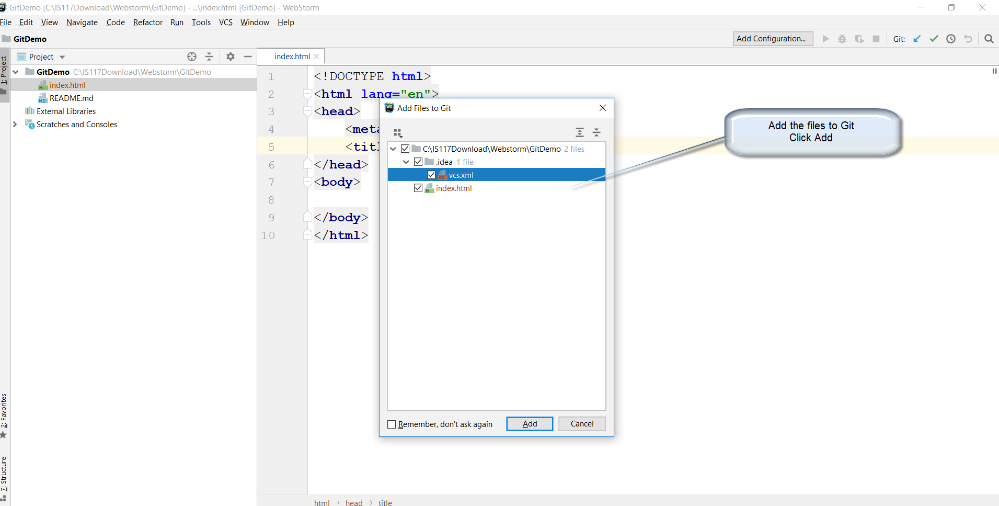 GitDemo [C:\IS117Download\Webstorm\GitDemo] - ...\index.html [GitDemo] - WebStorm
File Edit View Navigate Code Refactor Run Tools VCS Window Help
GitDemo
Add Configuration...
Git:
1: Project
Project
index.html
GitDemo C:\IS117Download\Webstorm\GitDemo
index.html
README.md
External Libraries
Scratches and Consoles
1 <!DOCTYPE html>
2 <html lang="en">
3 <head>
4 <meta
5 <titl
6 </head>
7 <body>
8
9 </body>
10 </html>
Add Files to Git
C:\IS117Download\Webstorm\GitDemo 2 files
.idea 1 file
vcs.xml
index.html
Remember, don't ask again
Add
Cancel
Add the files to Git
Click Add
2: Favorites
7: Structure
html › head › title